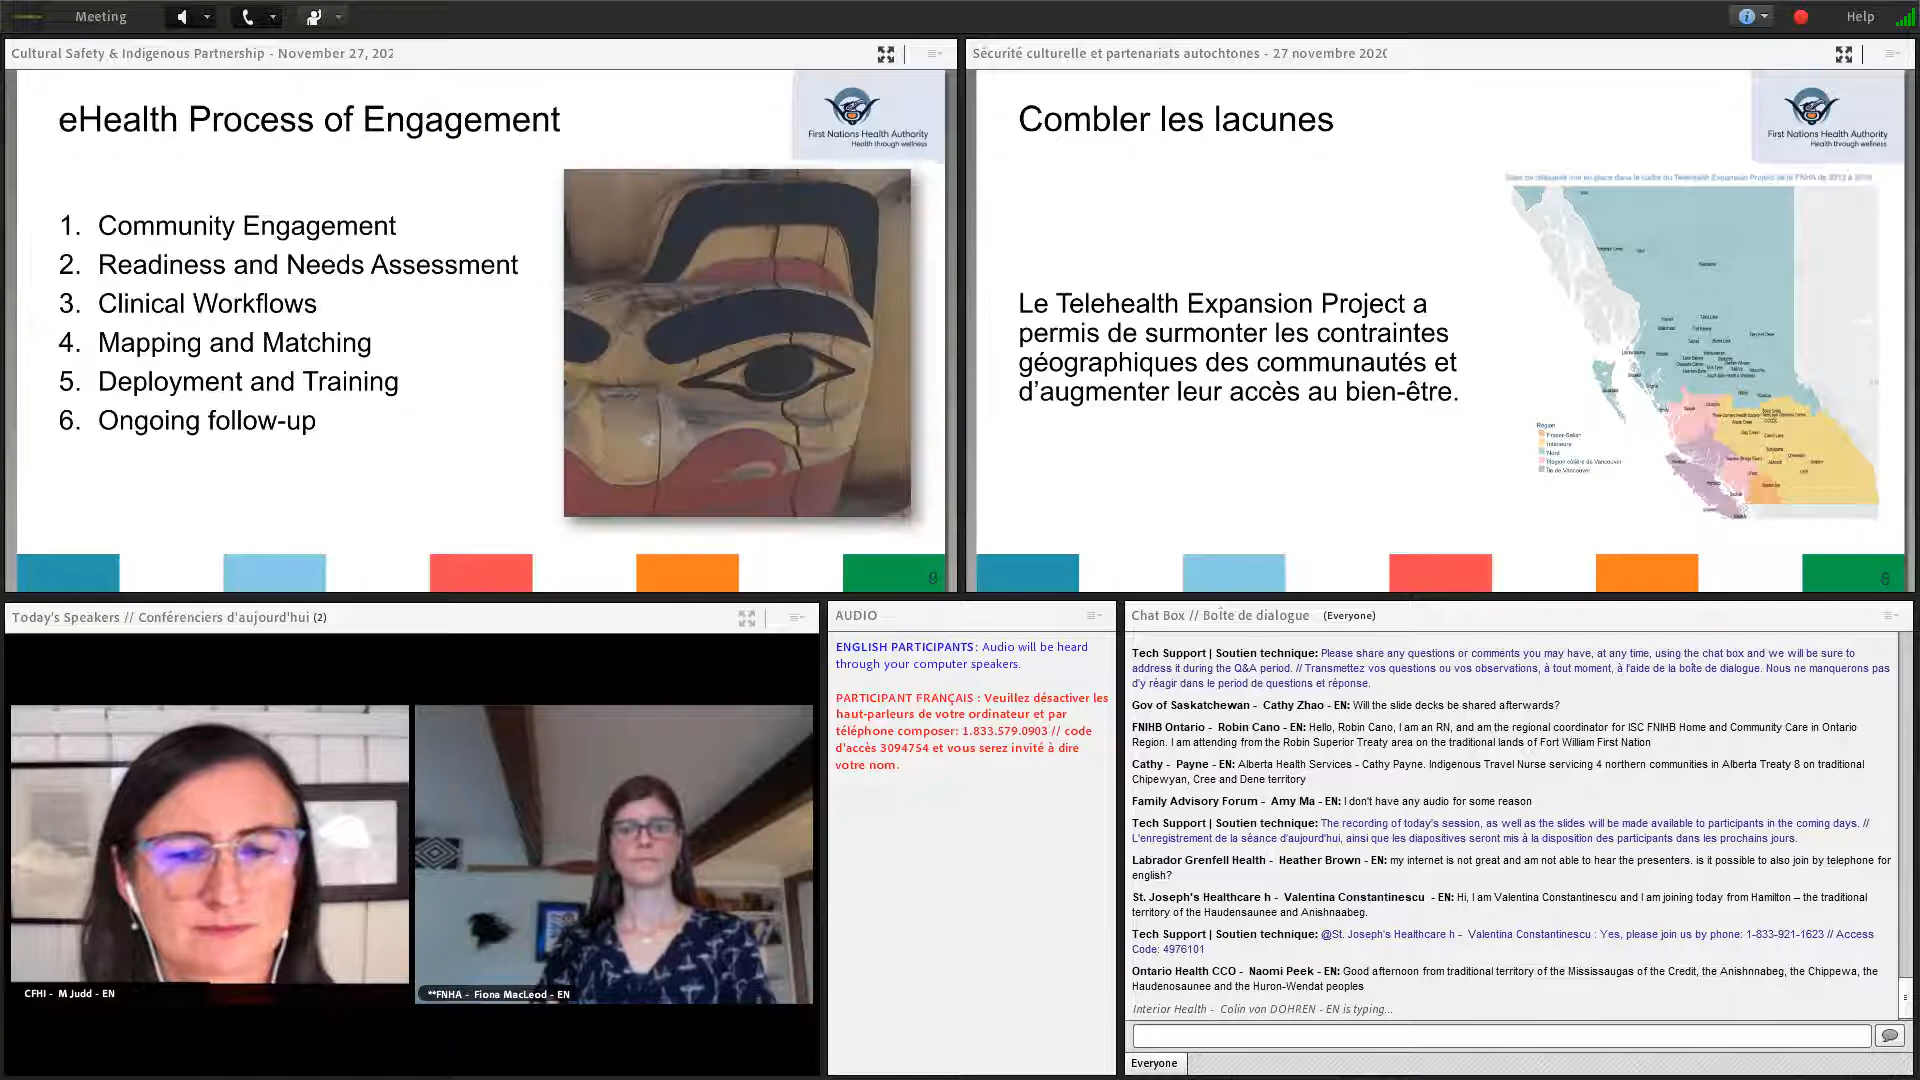 Meeting
Help
Cultural Safety & Indigenous Partnership - November 27, 202
eHealth Process of Engagement
First Nations Health Authority
Health through wellness
1. Community Engagement
2. Readiness and Needs Assessment
3. Clinical Workflows
4. Mapping and Matching
5. Deployment and Training
6. Ongoing follow-up
9
Sécurité culturelle et partenariats autochtones - 27 novembre 2020
Combler les lacunes
First Nations Health Authority
Health through wellness
Le Telehealth Expansion Project a
permis de surmonter les contraintes
géographiques des communautés et
d'augmenter leur accès au bien-être.
Région
Fraser-Salish
Intérieure
Nord
Région côtière de Vancouver
Île de Vancouver
8
Today's Speakers // Conférenciers d'aujourd'hui (2)
CFHI - M Judd - EN
**FNHA - Fiona MacLeod - EN
AUDIO
ENGLISH PARTICIPANTS: Audio will be heard
through your computer speakers.
PARTICIPANT FRANÇAIS : Veuillez désactiver les
haut-parleurs de votre ordinateur et par
téléphone composer: 1.833.579.0903 // code
d'accès 3094754 et vous serez invité à dire
votre nom.
Chat Box // Boîte de dialogue (Everyone)
Tech Support | Soutien technique: Please share any questions or comments you may have, at any time, using the chat box and we will be sure to
address it during the Q&A period. // Transmettez vos questions ou vos observations, à tout moment, à l'aide de la boîte de dialogue. Nous ne manquerons pas
d'y réagir dans le period de questions et réponse.
Gov of Saskatchewan - Cathy Zhao - EN: Will the slide decks be shared afterwards?
FNIHB Ontario - Robin Cano - EN: Hello, Robin Cano, I am an RN, and am the regional coordinator for ISC FNIHB Home and Community Care in Ontario
Region. I am attending from the Robin Superior Treaty area on the traditional lands of Fort William First Nation
Cathy - Payne - EN: Alberta Health Services - Cathy Payne. Indigenous Travel Nurse servicing 4 northern communities in Alberta Treaty 8 on traditional
Chipewyan, Cree and Dene territory
Family Advisory Forum - Amy Ma - EN: I don't have any audio for some reason
Tech Support | Soutien technique: The recording of today's session, as well as the slides will be made available to participants in the coming days. //
L'enregistrement de la séance d'aujourd'hui, ainsi que les diapositives seront mis à la disposition des participants dans les prochains jours.
Labrador Grenfell Health - Heather Brown - EN: my internet is not great and am not able to hear the presenters. is it possible to also join by telephone for
english?
St. Joseph's Healthcare h - Valentina Constantinescu - EN: Hi, I am Valentina Constantinescu and I am joining today from Hamilton – the traditional
territory of the Haudensaunee and Anishnaabeg.
Tech Support | Soutien technique: @St. Joseph's Healthcare h - Valentina Constantinescu : Yes, please join us by phone: 1-833-921-1623 // Access
Code: 4976101
Ontario Health CCO - Naomi Peek - EN: Good afternoon from traditional territory of the Mississaugas of the Credit, the Anishnnabeg, the Chippewa, the
Haudenosaunee and the Huron-Wendat peoples
Interior Health - Colin von DOHREN - EN is typing...
Everyone